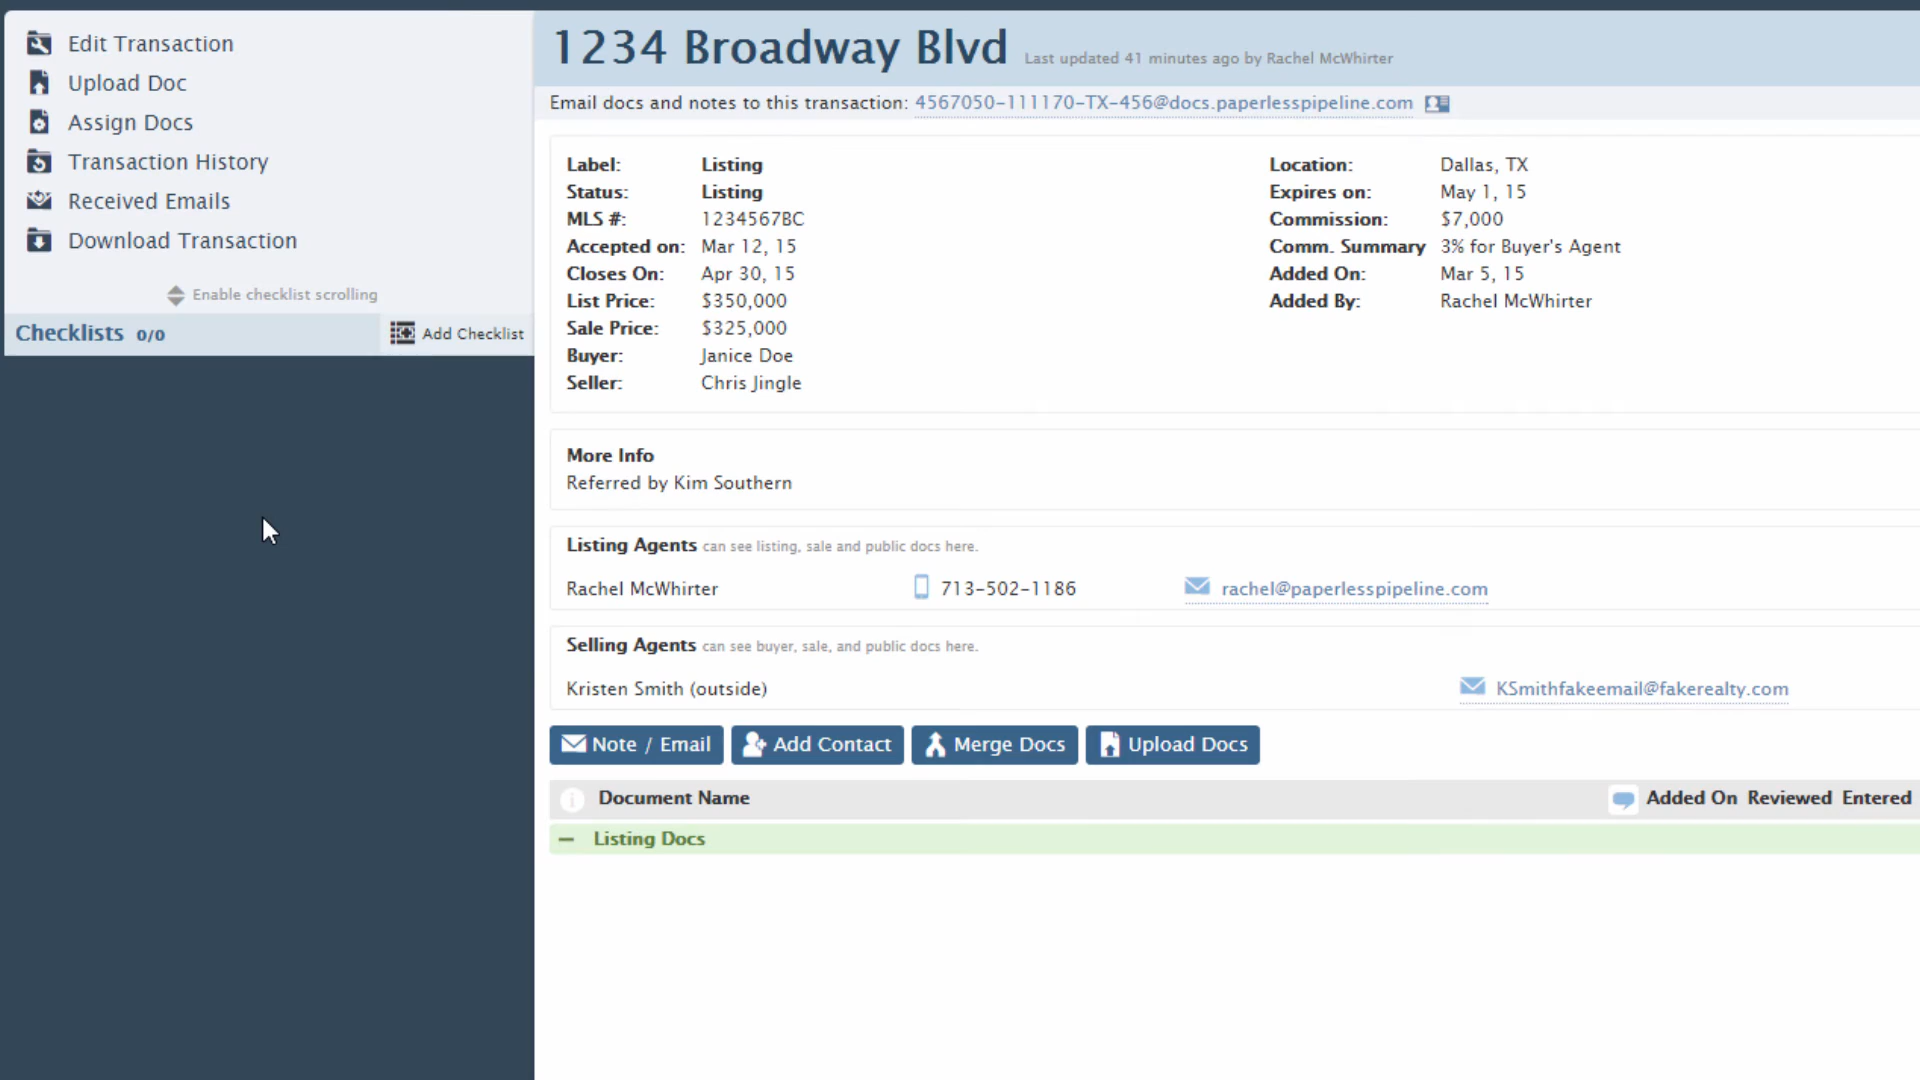 Edit Transaction
Upload Doc
Assign Docs
Transaction History
Received Emails
Download Transaction
Enable checklist scrolling
Checklists 0/0
Add Checklist
1234 Broadway Blvd Last updated 41 minutes ago by Rachel McWhirter
Email docs and notes to this transaction: 4567050-111170-TX-456@docs.paperlesspipeline.com
Label: Listing
Status: Listing
MLS #: 1234567BC
Accepted on: Mar 12, 15
Closes On: Apr 30, 15
List Price: $350,000
Sale Price: $325,000
Buyer: Janice Doe
Seller: Chris Jingle
Location: Dallas, TX
Expires on: May 1, 15
Commission: $7,000
Comm. Summary 3% for Buyer's Agent
Added On: Mar 5, 15
Added By: Rachel McWhirter
More Info
Referred by Kim Southern
Listing Agents can see listing, sale and public docs here.
Rachel McWhirter 713-502-1186 rachel@paperlesspipeline.com
Selling Agents can see buyer, sale, and public docs here.
Kristen Smith (outside) KSmithfakeemail@fakerealty.com
Note / Email Add Contact Merge Docs Upload Docs
Document Name Added On Reviewed Entered
Listing Docs